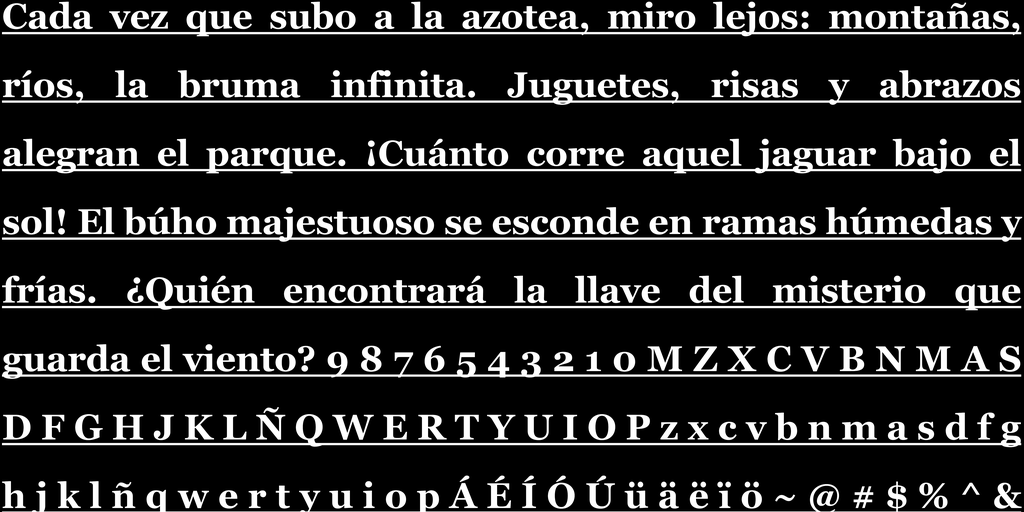 Cada vez que subo a la azotea, miro lejos: montañas,
ríos, la bruma infinita. Juguetes, risas y abrazos
alegran el parque. ¡Cuánto corre aquel jaguar bajo el
sol! El búho majestuoso se esconde en ramas húmedas y
frías. ¿Quién encontrará la llave del misterio que
guarda el viento? 9 8 7 6 5 4 3 2 1 0 M Z X C V B N M A S
D F G H J K L Ñ Q W E R T Y U I O P z x c v b n m a s d f g
h j k l ñ q w e r t y u i o p Á É Í Ó Ú ü ä ë ï ö ~ @ # $ % ^ &